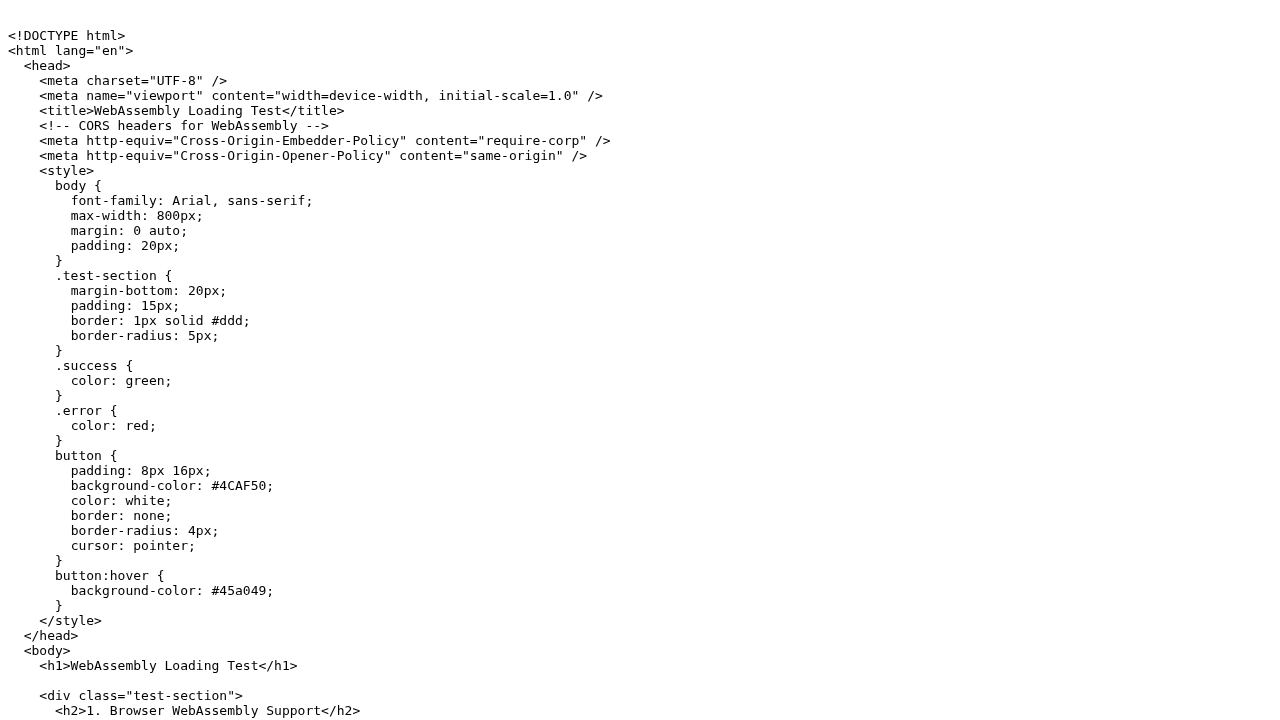 <!DOCTYPE html>
<html lang="en">
  <head>
    <meta charset="UTF-8" />
    <meta name="viewport" content="width=device-width, initial-scale=1.0" />
    <title>WebAssembly Loading Test</title>
    <!-- CORS headers for WebAssembly -->
    <meta http-equiv="Cross-Origin-Embedder-Policy" content="require-corp" />
    <meta http-equiv="Cross-Origin-Opener-Policy" content="same-origin" />
    <style>
      body {
        font-family: Arial, sans-serif;
        max-width: 800px;
        margin: 0 auto;
        padding: 20px;
      }
      .test-section {
        margin-bottom: 20px;
        padding: 15px;
        border: 1px solid #ddd;
        border-radius: 5px;
      }
      .success {
        color: green;
      }
      .error {
        color: red;
      }
      button {
        padding: 8px 16px;
        background-color: #4CAF50;
        color: white;
        border: none;
        border-radius: 4px;
        cursor: pointer;
      }
      button:hover {
        background-color: #45a049;
      }
    </style>
  </head>
  <body>
    <h1>WebAssembly Loading Test</h1>

    <div class="test-section">
      <h2>1. Browser WebAssembly Support</h2>